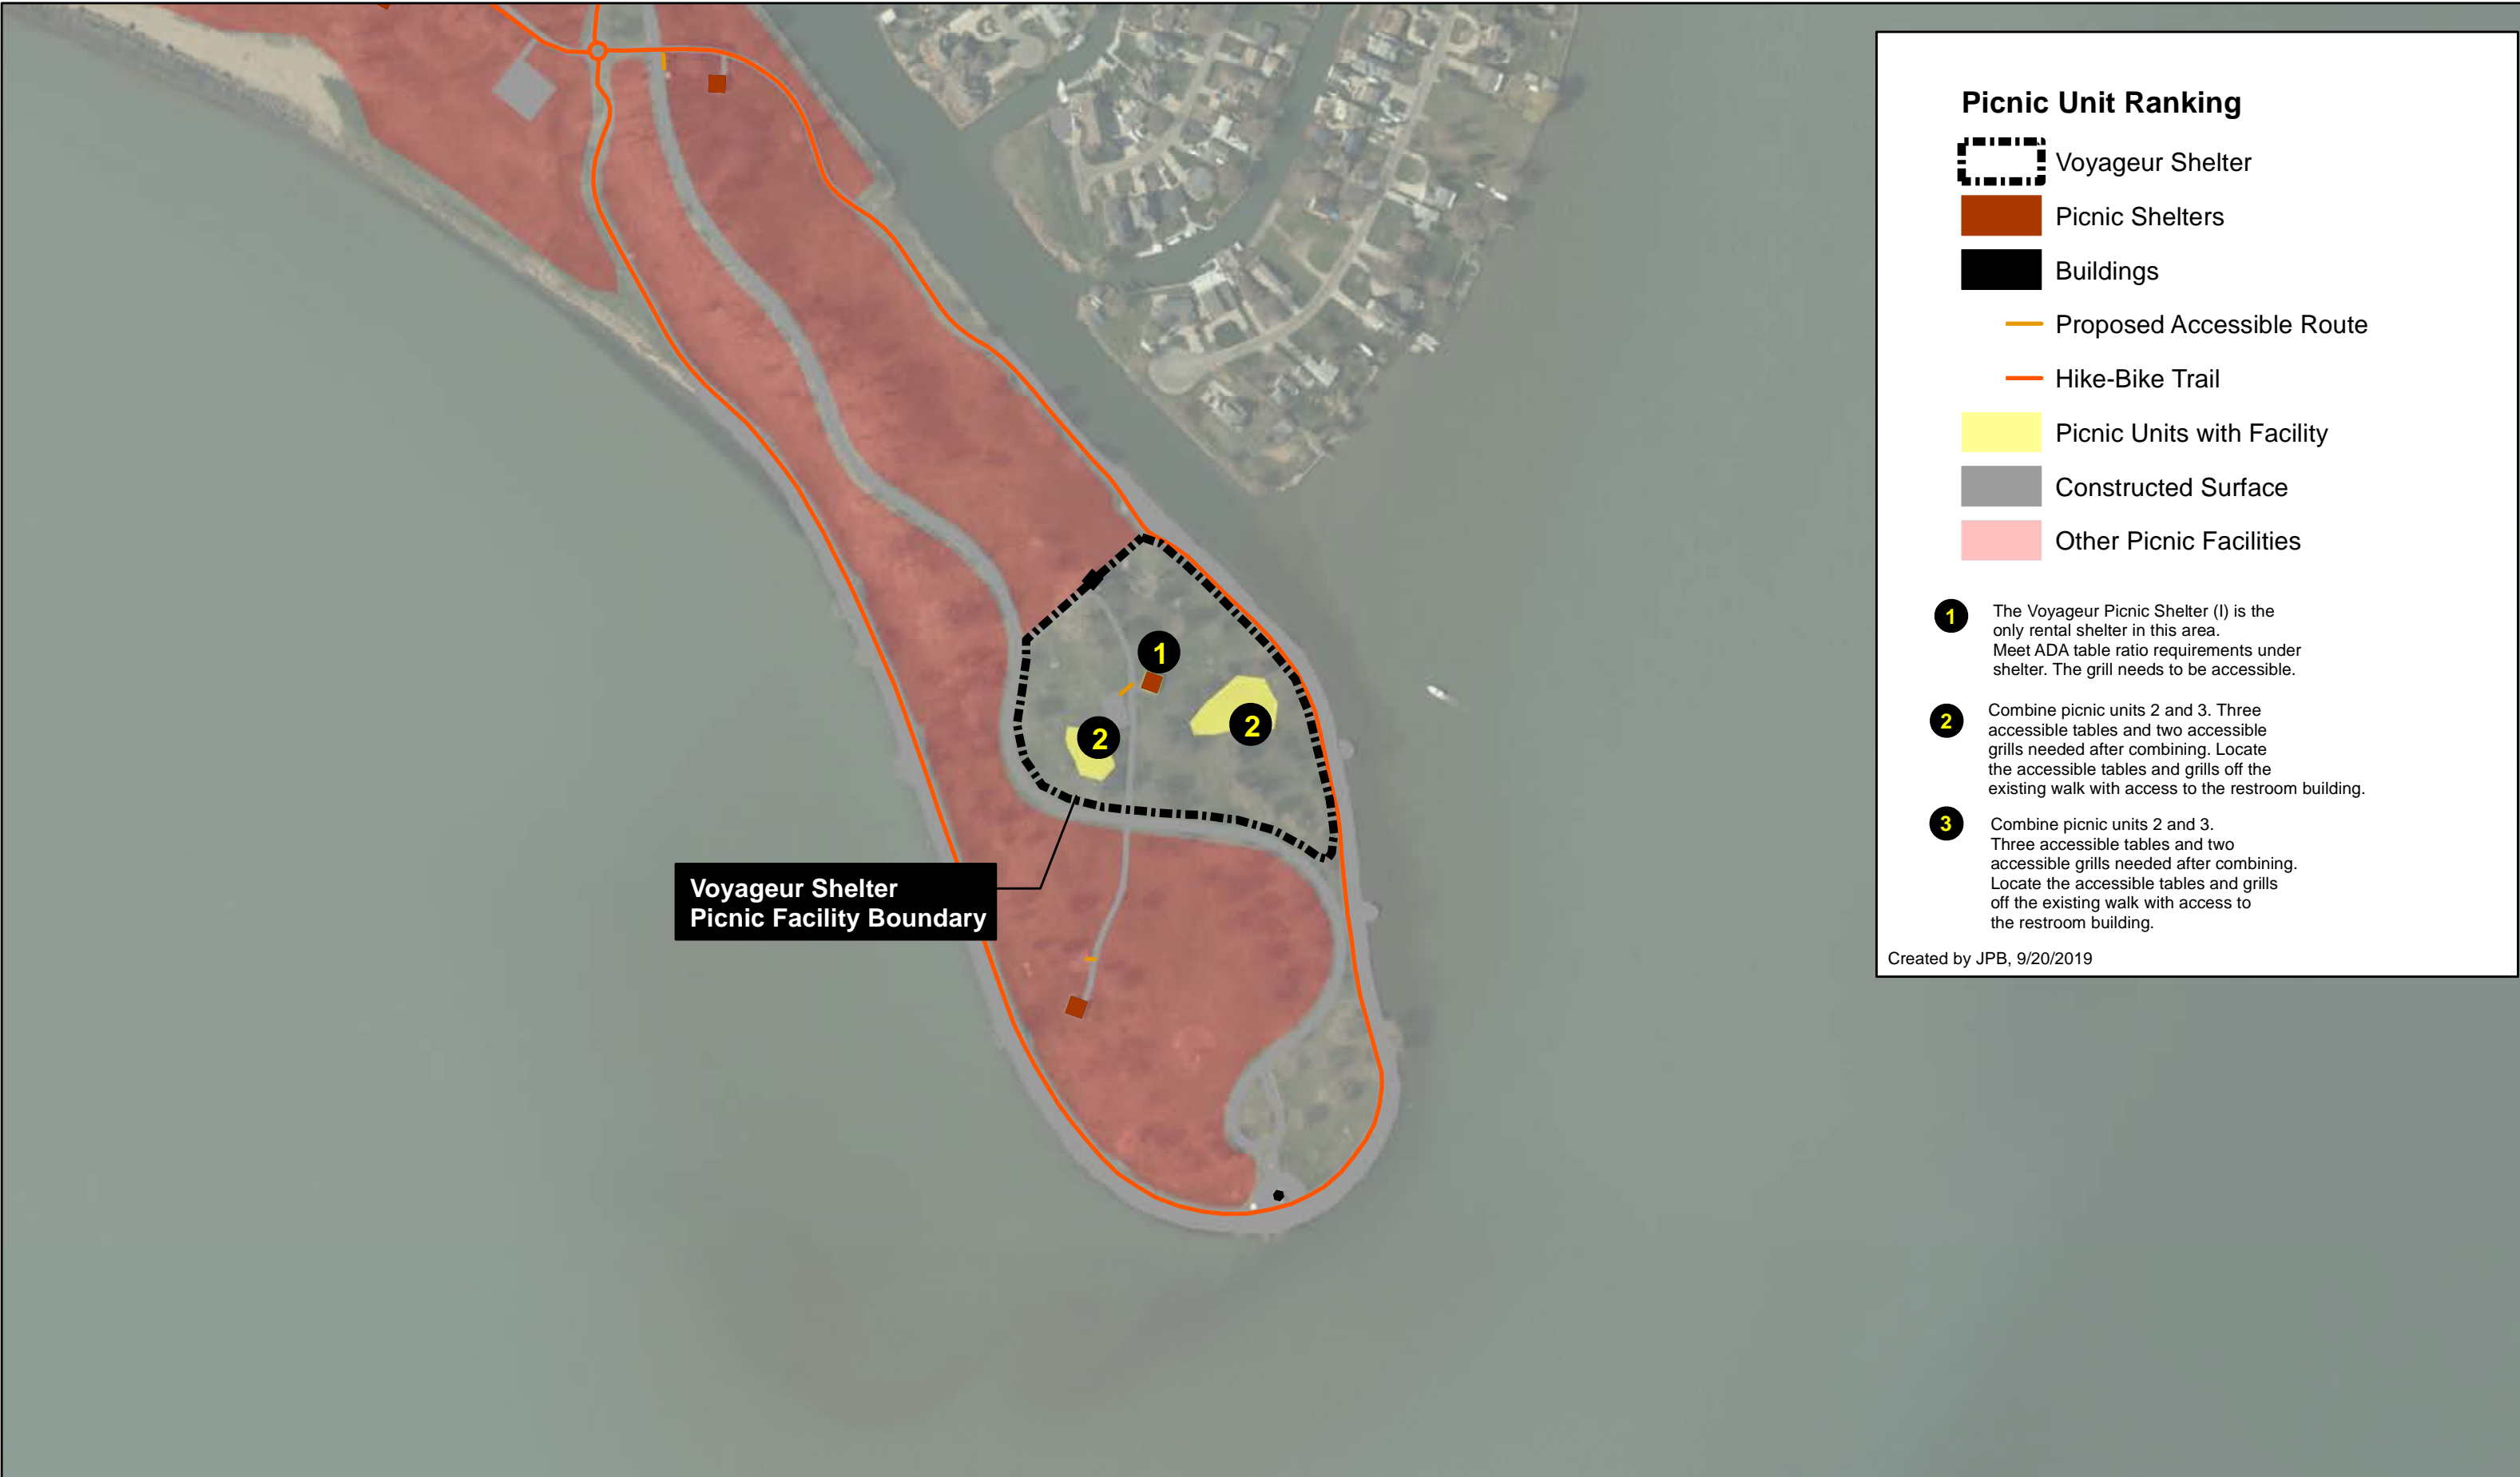 Picnic Unit Ranking
Voyageur Shelter
Picnic Shelters
Buildings
Proposed Accessible Route
Hike-Bike Trail
Picnic Units with Facility
Constructed Surface
Other Picnic Facilities
1
The Voyageur Picnic Shelter (I) is the
only rental shelter in this area.
Meet ADA table ratio requirements under
shelter. The grill needs to be accessible.
2
Combine picnic units 2 and 3. Three
accessible tables and two accessible
grills needed after combining. Locate
the accessible tables and grills off the
existing walk with access to the restroom building.
3
Combine picnic units 2 and 3.
Three accessible tables and two
accessible grills needed after combining.
Locate the accessible tables and grills
off the existing walk with access to
the restroom building.
Created by JPB, 9/20/2019
1
2
2
Voyageur Shelter
Picnic Facility Boundary